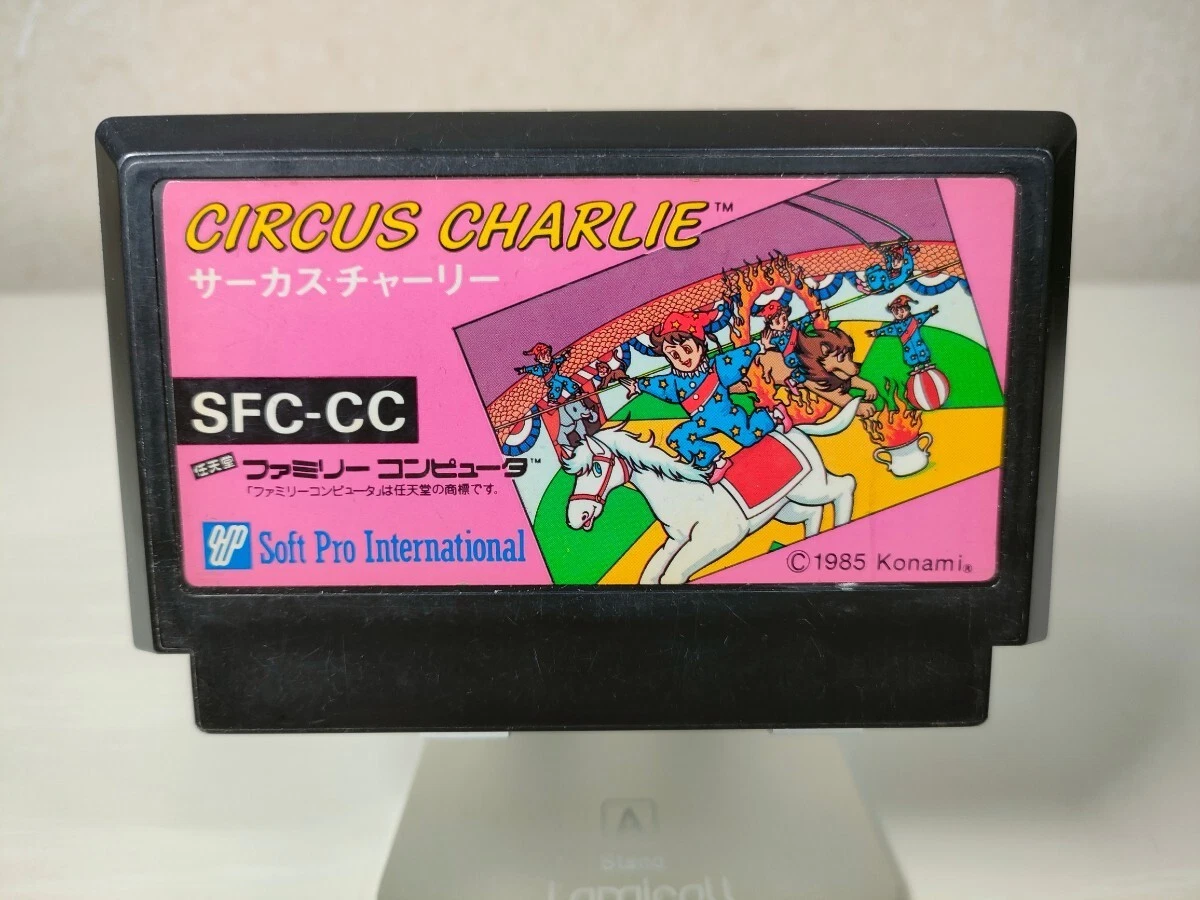 CIRCUS CHARLIE™
サーカス・チャーリー
SFC-CC
任天堂 ファミリーコンピュータ™
「ファミリーコンピュータ」は任天堂の商標です。
SP Soft Pro International
©1985 Konami®
A